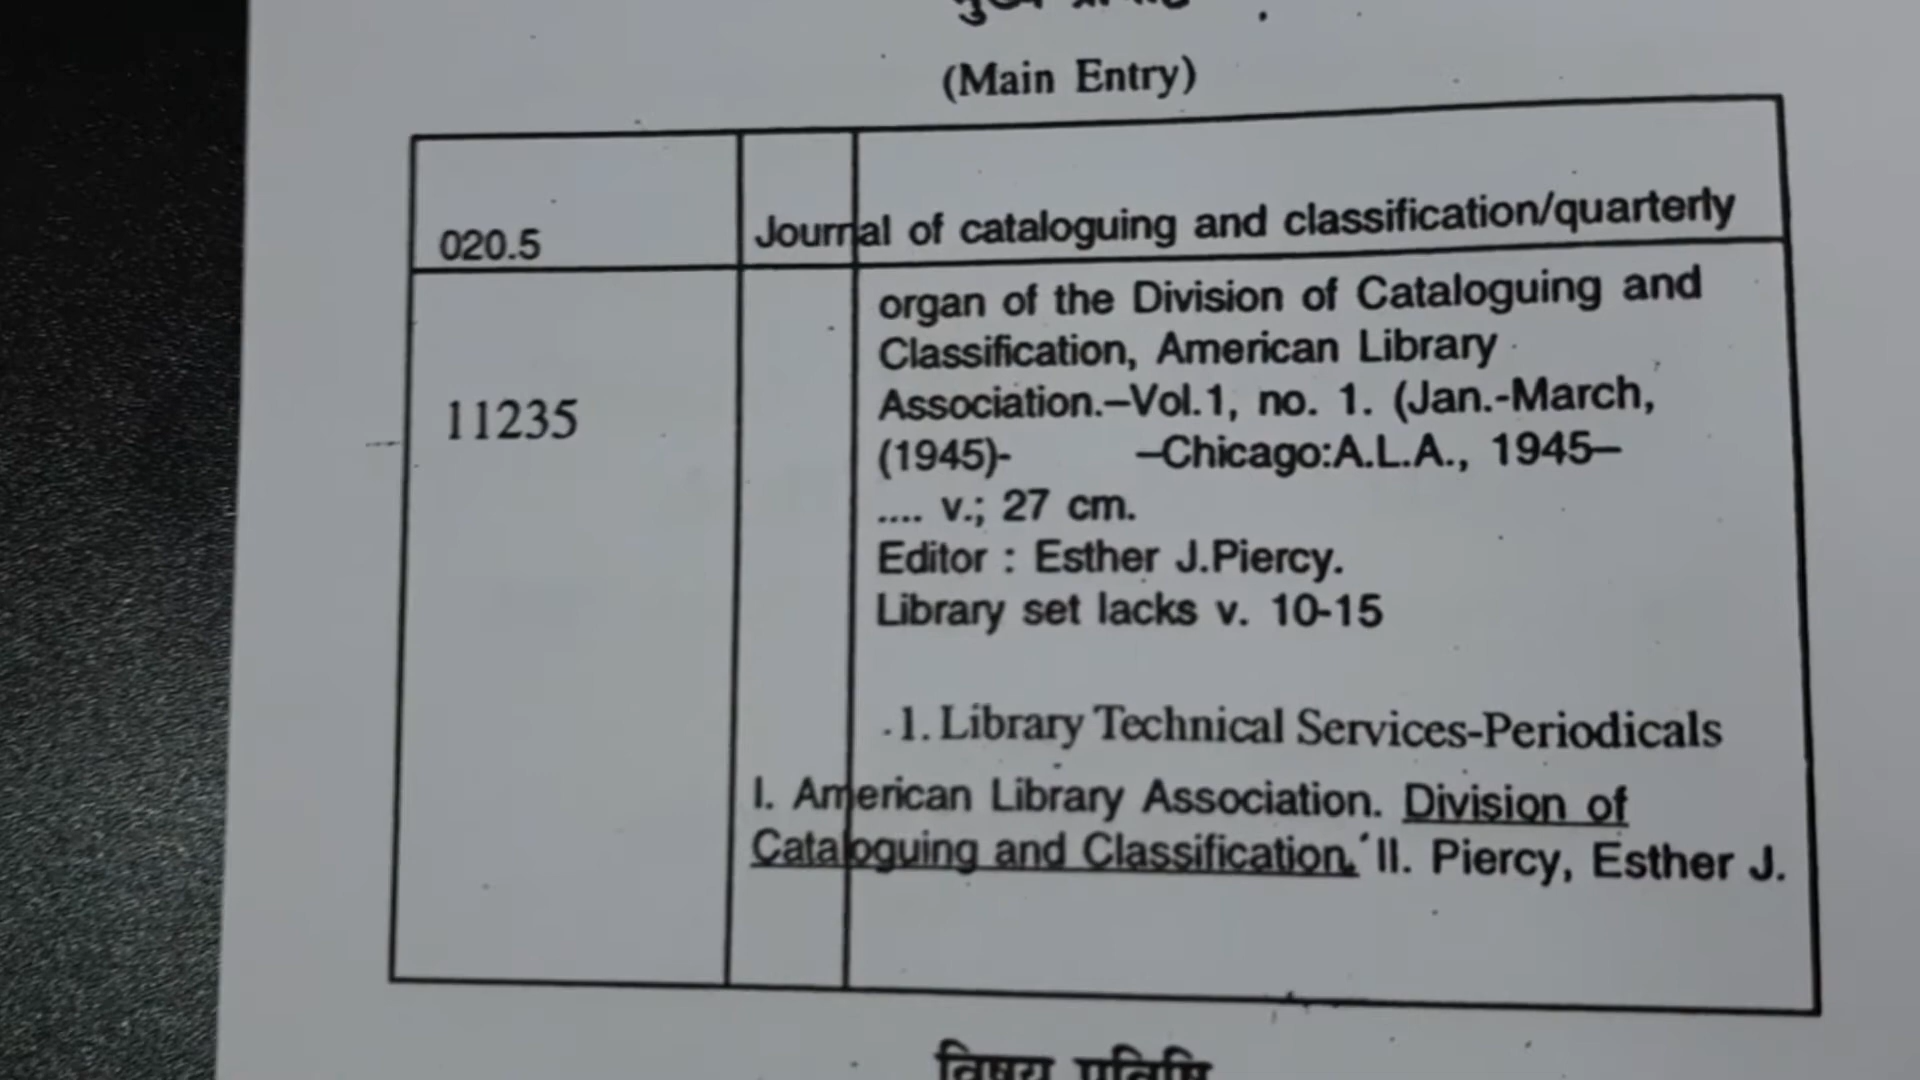 (Main Entry)
020.5 Journal of cataloguing and classification/quarterly
organ of the Division of Cataloguing and
Classification, American Library
11235 Association.–Vol.1, no. 1. (Jan.-March,
(1945)- –Chicago:A.L.A., 1945–
.... v.; 27 cm.
Editor : Esther J.Piercy.
Library set lacks v. 10-15
1. Library Technical Services-Periodicals
I. American Library Association. Division of
Cataloguing and Classification. II. Piercy, Esther J.